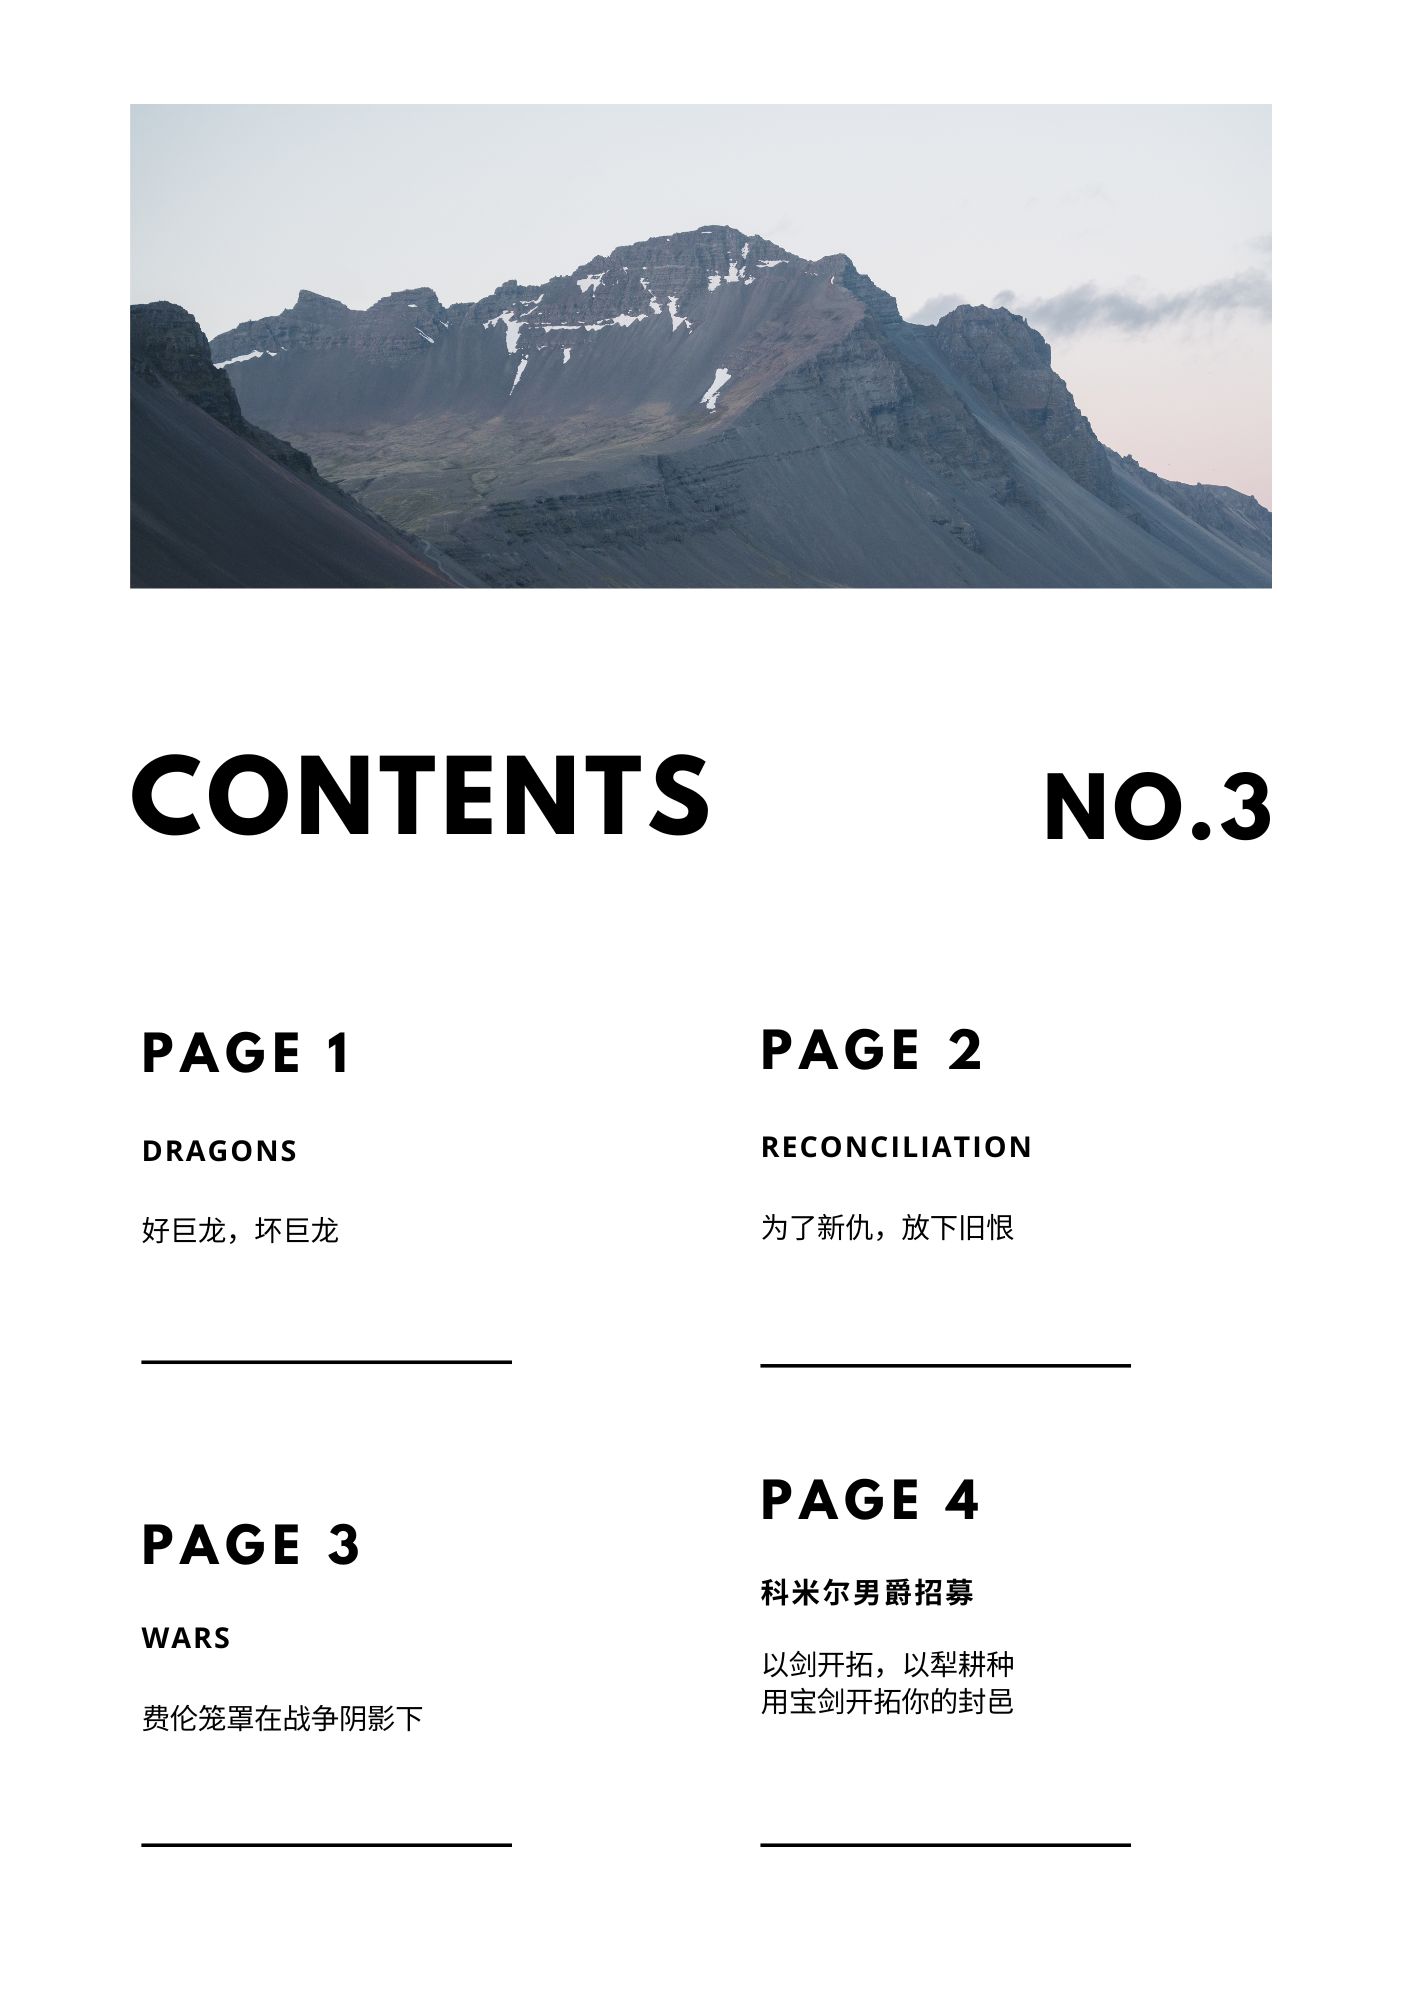 CONTENTS
NO.3
PAGE 1
DRAGONS
好巨龙，坏巨龙
PAGE 2
RECONCILIATION
为了新仇，放下旧恨
PAGE 3
WARS
费伦笼罩在战争阴影下
PAGE 4
科米尔男爵招募
以剑开拓，以犁耕种
用宝剑开拓你的封邑